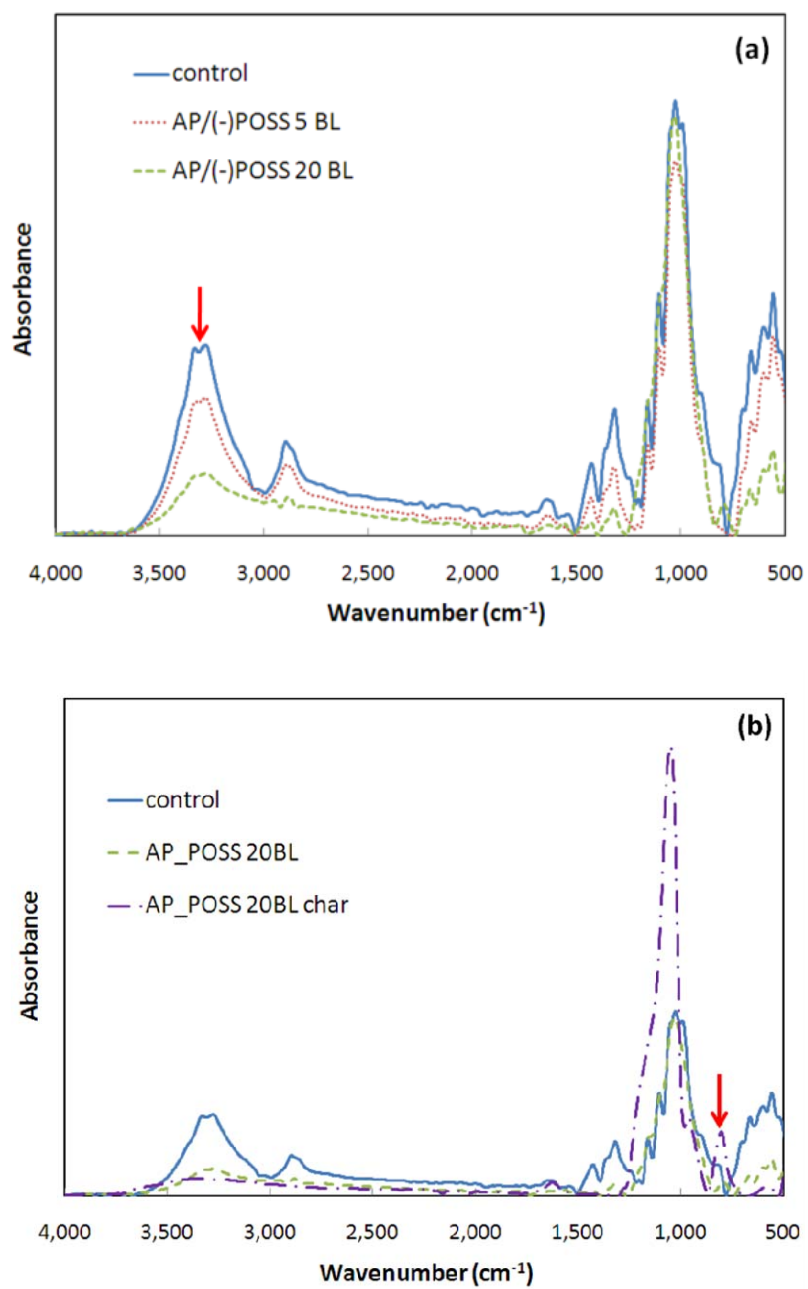 (a)
control
AP/(-)POSS 5 BL
AP/(-)POSS 20 BL
Absorbance
4,000 3,500 3,000 2,500 2,000 1,500 1,000 500
Wavenumber (cm⁻¹)
(b)
control
AP_POSS 20BL
AP_POSS 20BL char
Absorbance
4,000 3,500 3,000 2,500 2,000 1,500 1,000 500
Wavenumber (cm⁻¹)